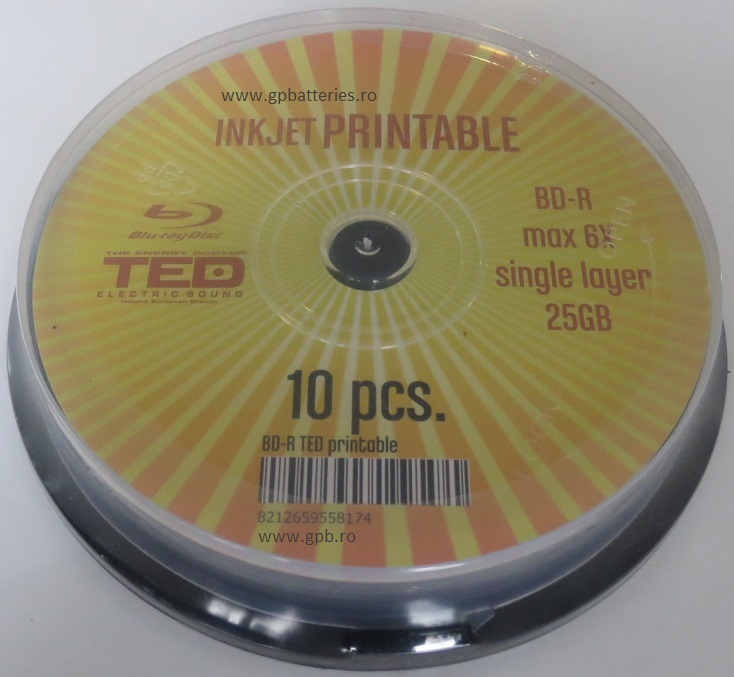 www.gpbatteries.ro
INKJET PRINTABLE
Blu-ray Disc
THE ENERGY DOCTOR
TED
ELECTRIC SOUND
BD-R
max 6X
single layer
25GB
10 pcs.
BD-R TED printable
8212659558174
www.gpb.ro